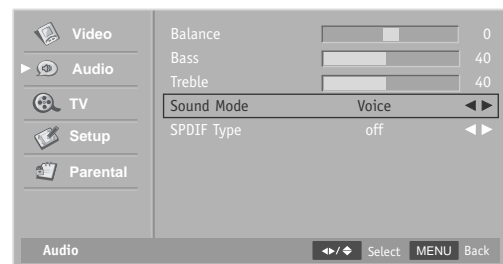 Video
Audio
TV
Setup
Parental
Balance 0
Bass 40
Treble 40
Sound Mode Voice
SPDIF Type off
Audio
Select MENU Back